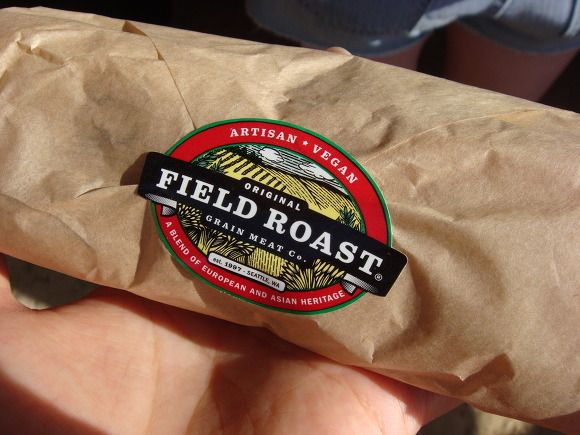 ARTISAN ★ VEGAN
ORIGINAL
FIELD ROAST®
GRAIN MEAT Co.
est. 1997 - SEATTLE, WA
A BLEND OF EUROPEAN AND ASIAN HERITAGE